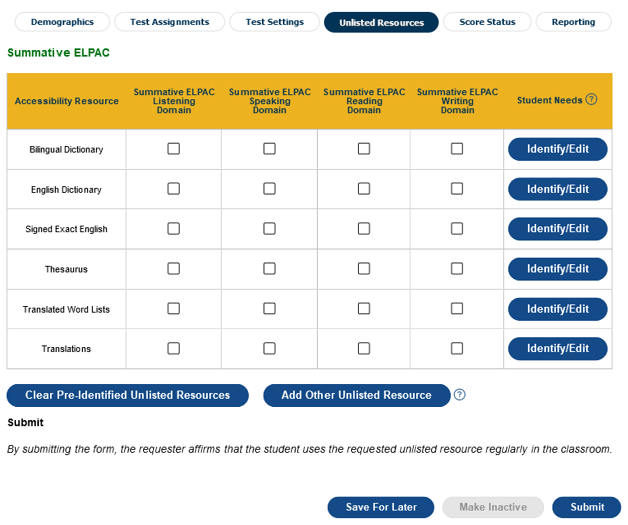 Demographics Test Assignments Test Settings Unlisted Resources Score Status Reporting
Summative ELPAC
Accessibility Resource Summative ELPAC Listening Domain Summative ELPAC Speaking Domain Summative ELPAC Reading Domain Summative ELPAC Writing Domain Student Needs ?
Bilingual Dictionary Identify/Edit
English Dictionary Identify/Edit
Signed Exact English Identify/Edit
Thesaurus Identify/Edit
Translated Word Lists Identify/Edit
Translations Identify/Edit
Clear Pre-Identified Unlisted Resources Add Other Unlisted Resource ?
Submit
By submitting the form, the requester affirms that the student uses the requested unlisted resource regularly in the classroom.
Save For Later Make Inactive Submit